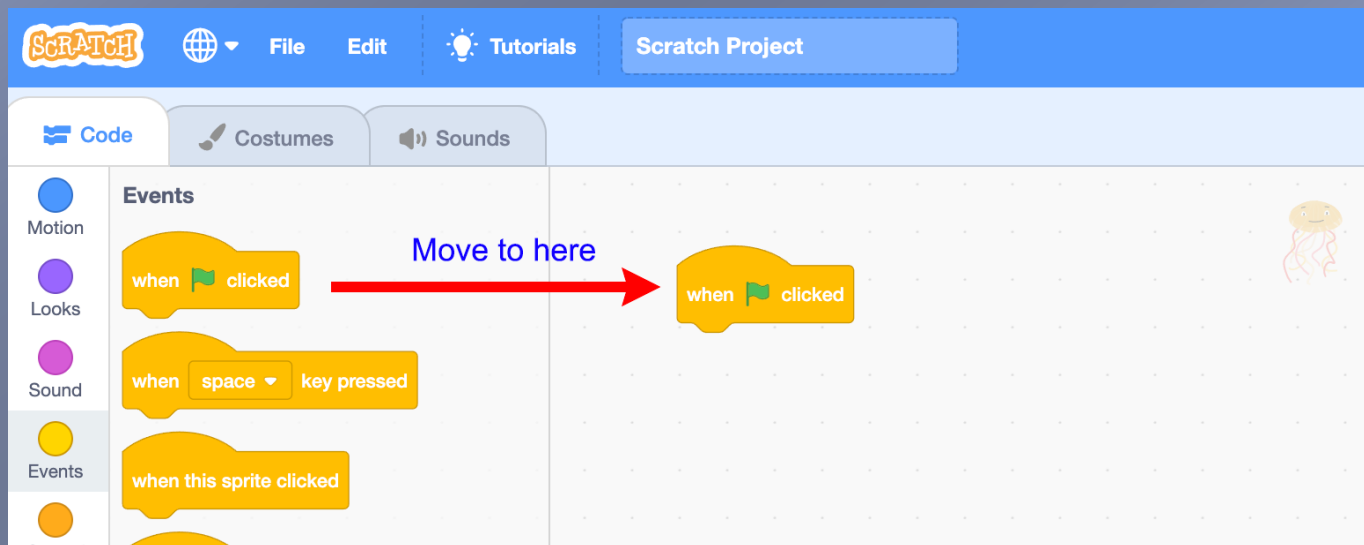 SCRATCH File Edit Tutorials Scratch Project
Code Costumes Sounds
Motion
Looks
Sound
Events
Events
when clicked
when space key pressed
when this sprite clicked
Move to here
when clicked